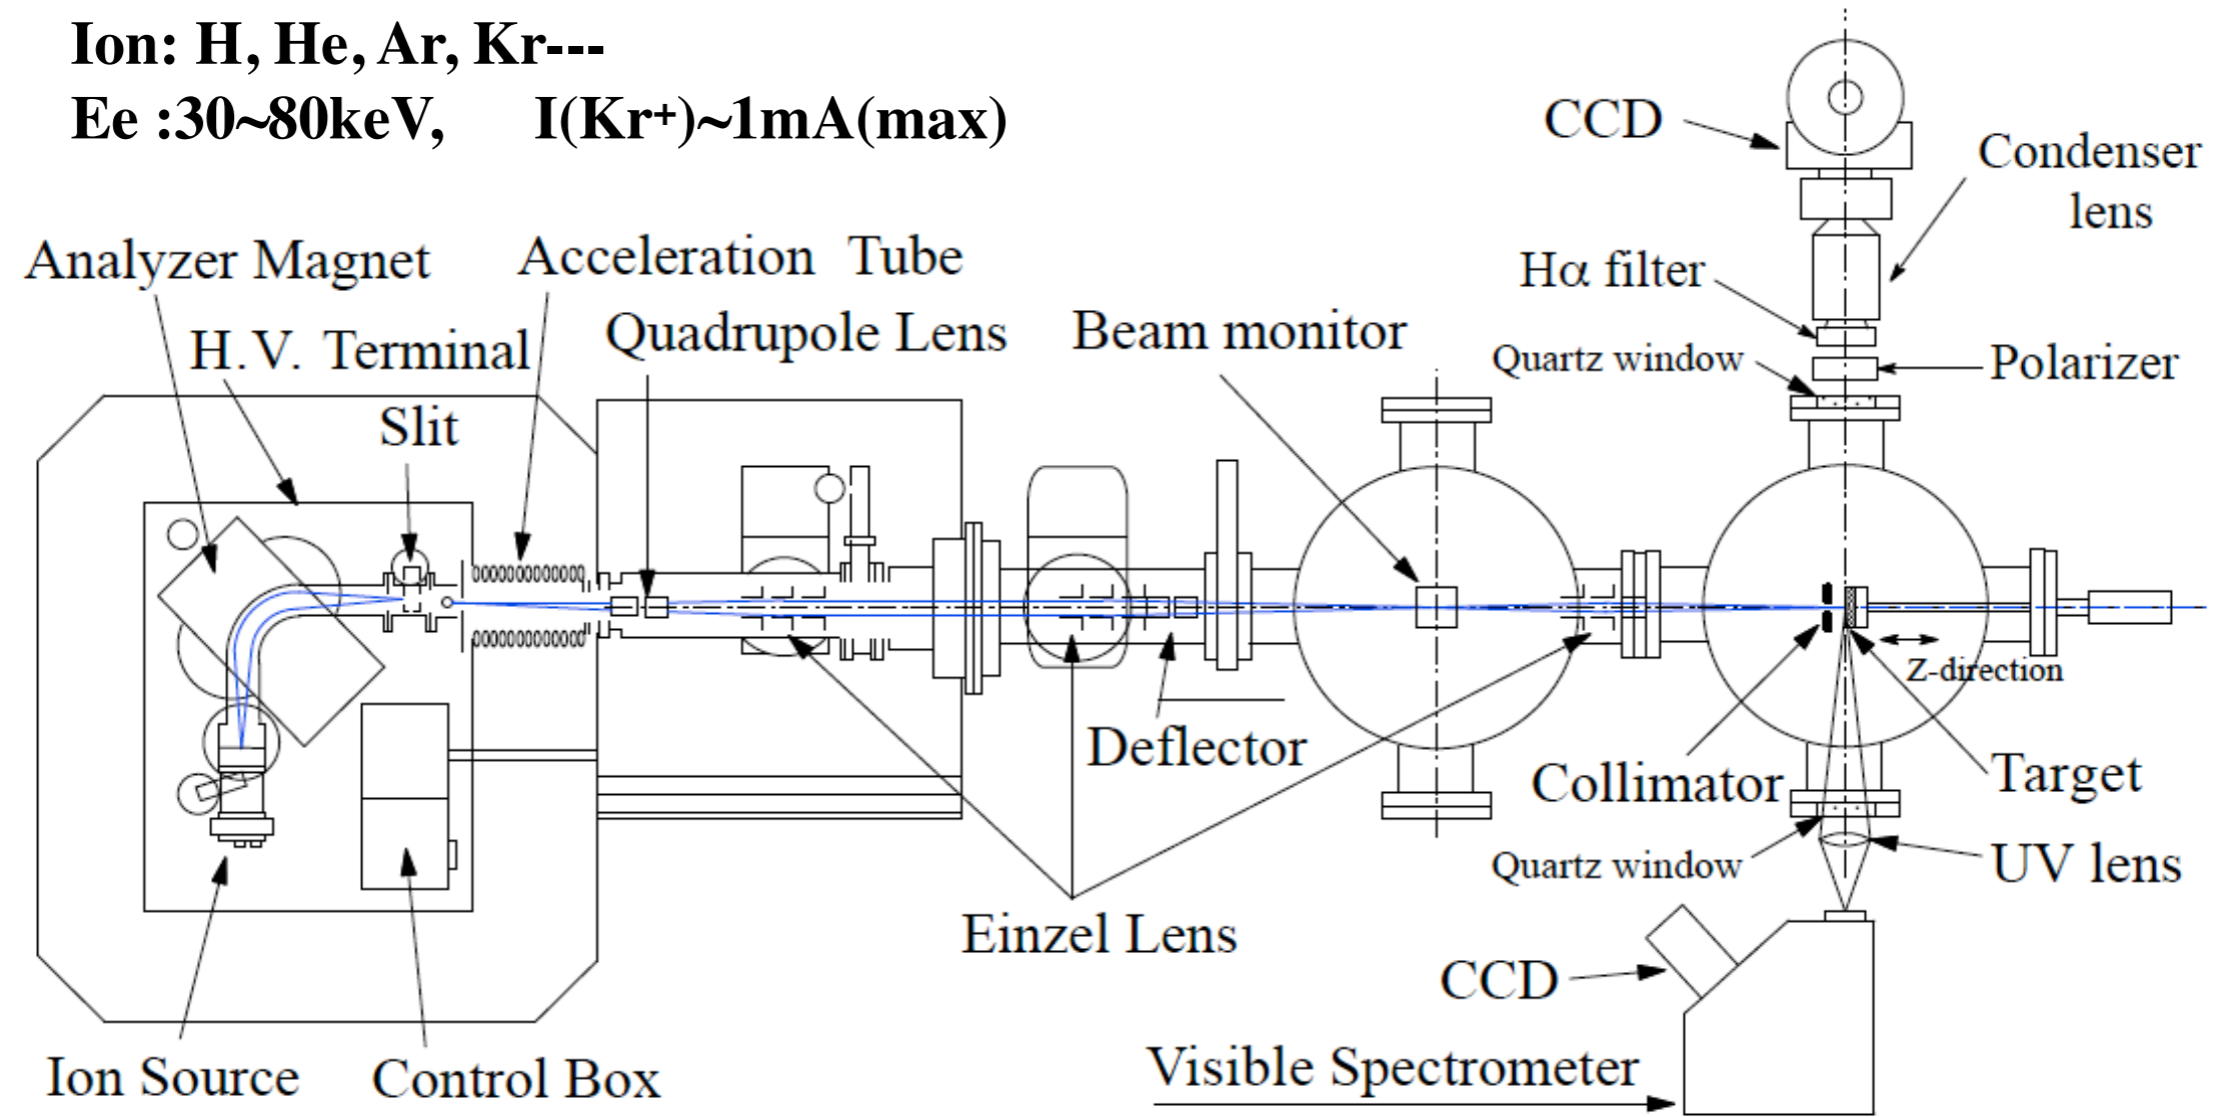 Ion: H, He, Ar, Kr---
Ee :30~80keV, I(Kr⁺)~1mA(max)
CCD
Condenser
lens
Analyzer Magnet
Acceleration Tube
Hα filter
H.V. Terminal
Quadrupole Lens
Beam monitor
Quartz window
Polarizer
Slit
Z-direction
Deflector
Collimator
Target
Quartz window
UV lens
Einzel Lens
CCD
Ion Source
Control Box
Visible Spectrometer